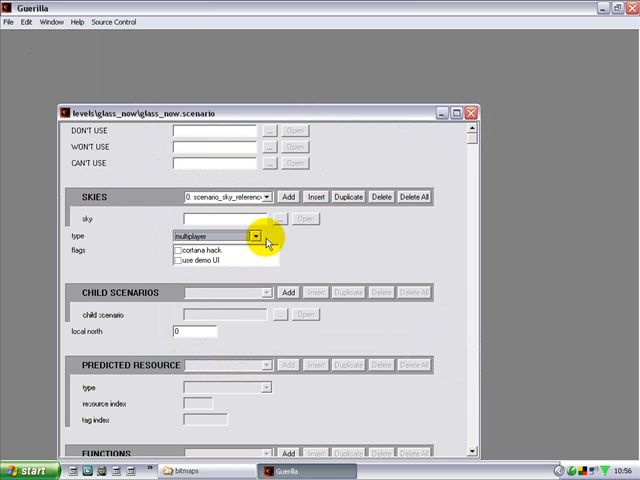 Guerilla
File Edit Window Help Source Control
levels\glass_now\glass_now.scenario
DON'T USE ... Open
WON'T USE ... Open
CAN'T USE ... Open
SKIES 0. scenario_sky_reference Add Insert Duplicate Delete Delete All
sky ... Open
type multiplayer
flags cortana hack
use demo UI
CHILD SCENARIOS Add Insert Duplicate Delete Delete All
child scenario ... Open
local north 0
PREDICTED RESOURCE Add Insert Duplicate Delete Delete All
type
resource index
tag index
FUNCTIONS Add Insert Duplicate Delete Delete All
start » bitmaps Guerilla 10:56